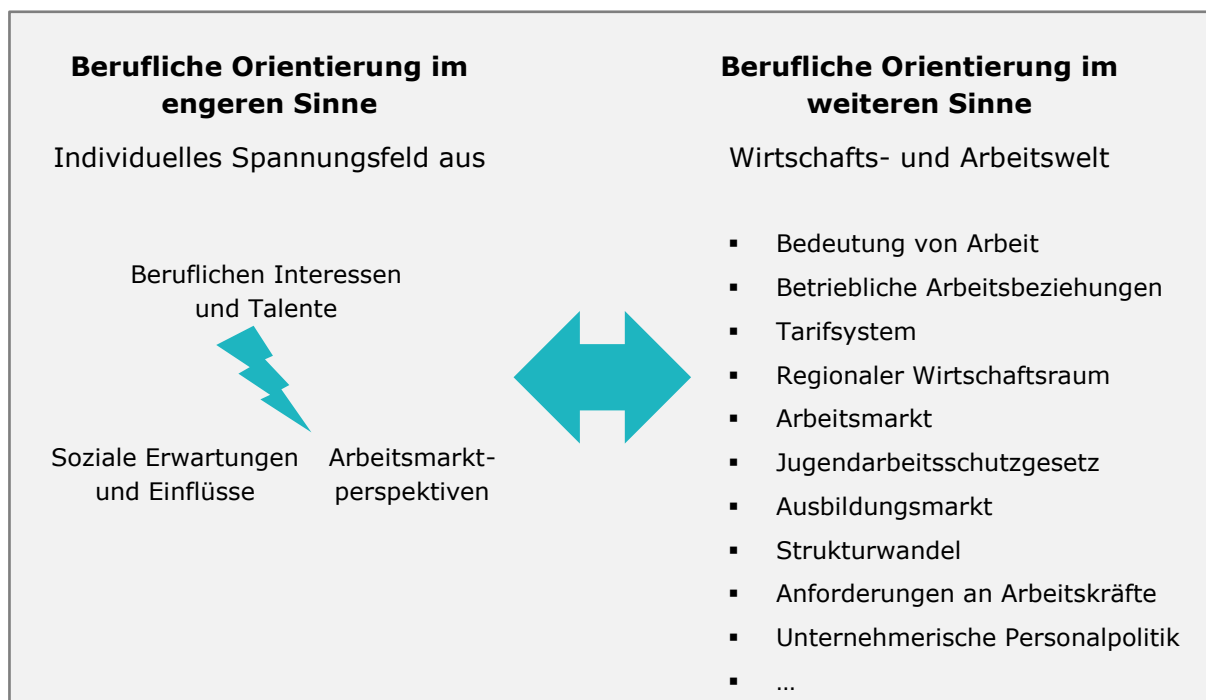 Berufliche Orientierung im
engeren Sinne
Individuelles Spannungsfeld aus
Beruflichen Interessen
und Talente
Soziale Erwartungen
und Einflüsse
Arbeitsmarkt-
perspektiven
Berufliche Orientierung im
weiteren Sinne
Wirtschafts- und Arbeitswelt
▪ Bedeutung von Arbeit
▪ Betriebliche Arbeitsbeziehungen
▪ Tarifsystem
▪ Regionaler Wirtschaftsraum
▪ Arbeitsmarkt
▪ Jugendarbeitsschutzgesetz
▪ Ausbildungsmarkt
▪ Strukturwandel
▪ Anforderungen an Arbeitskräfte
▪ Unternehmerische Personalpolitik
▪ …